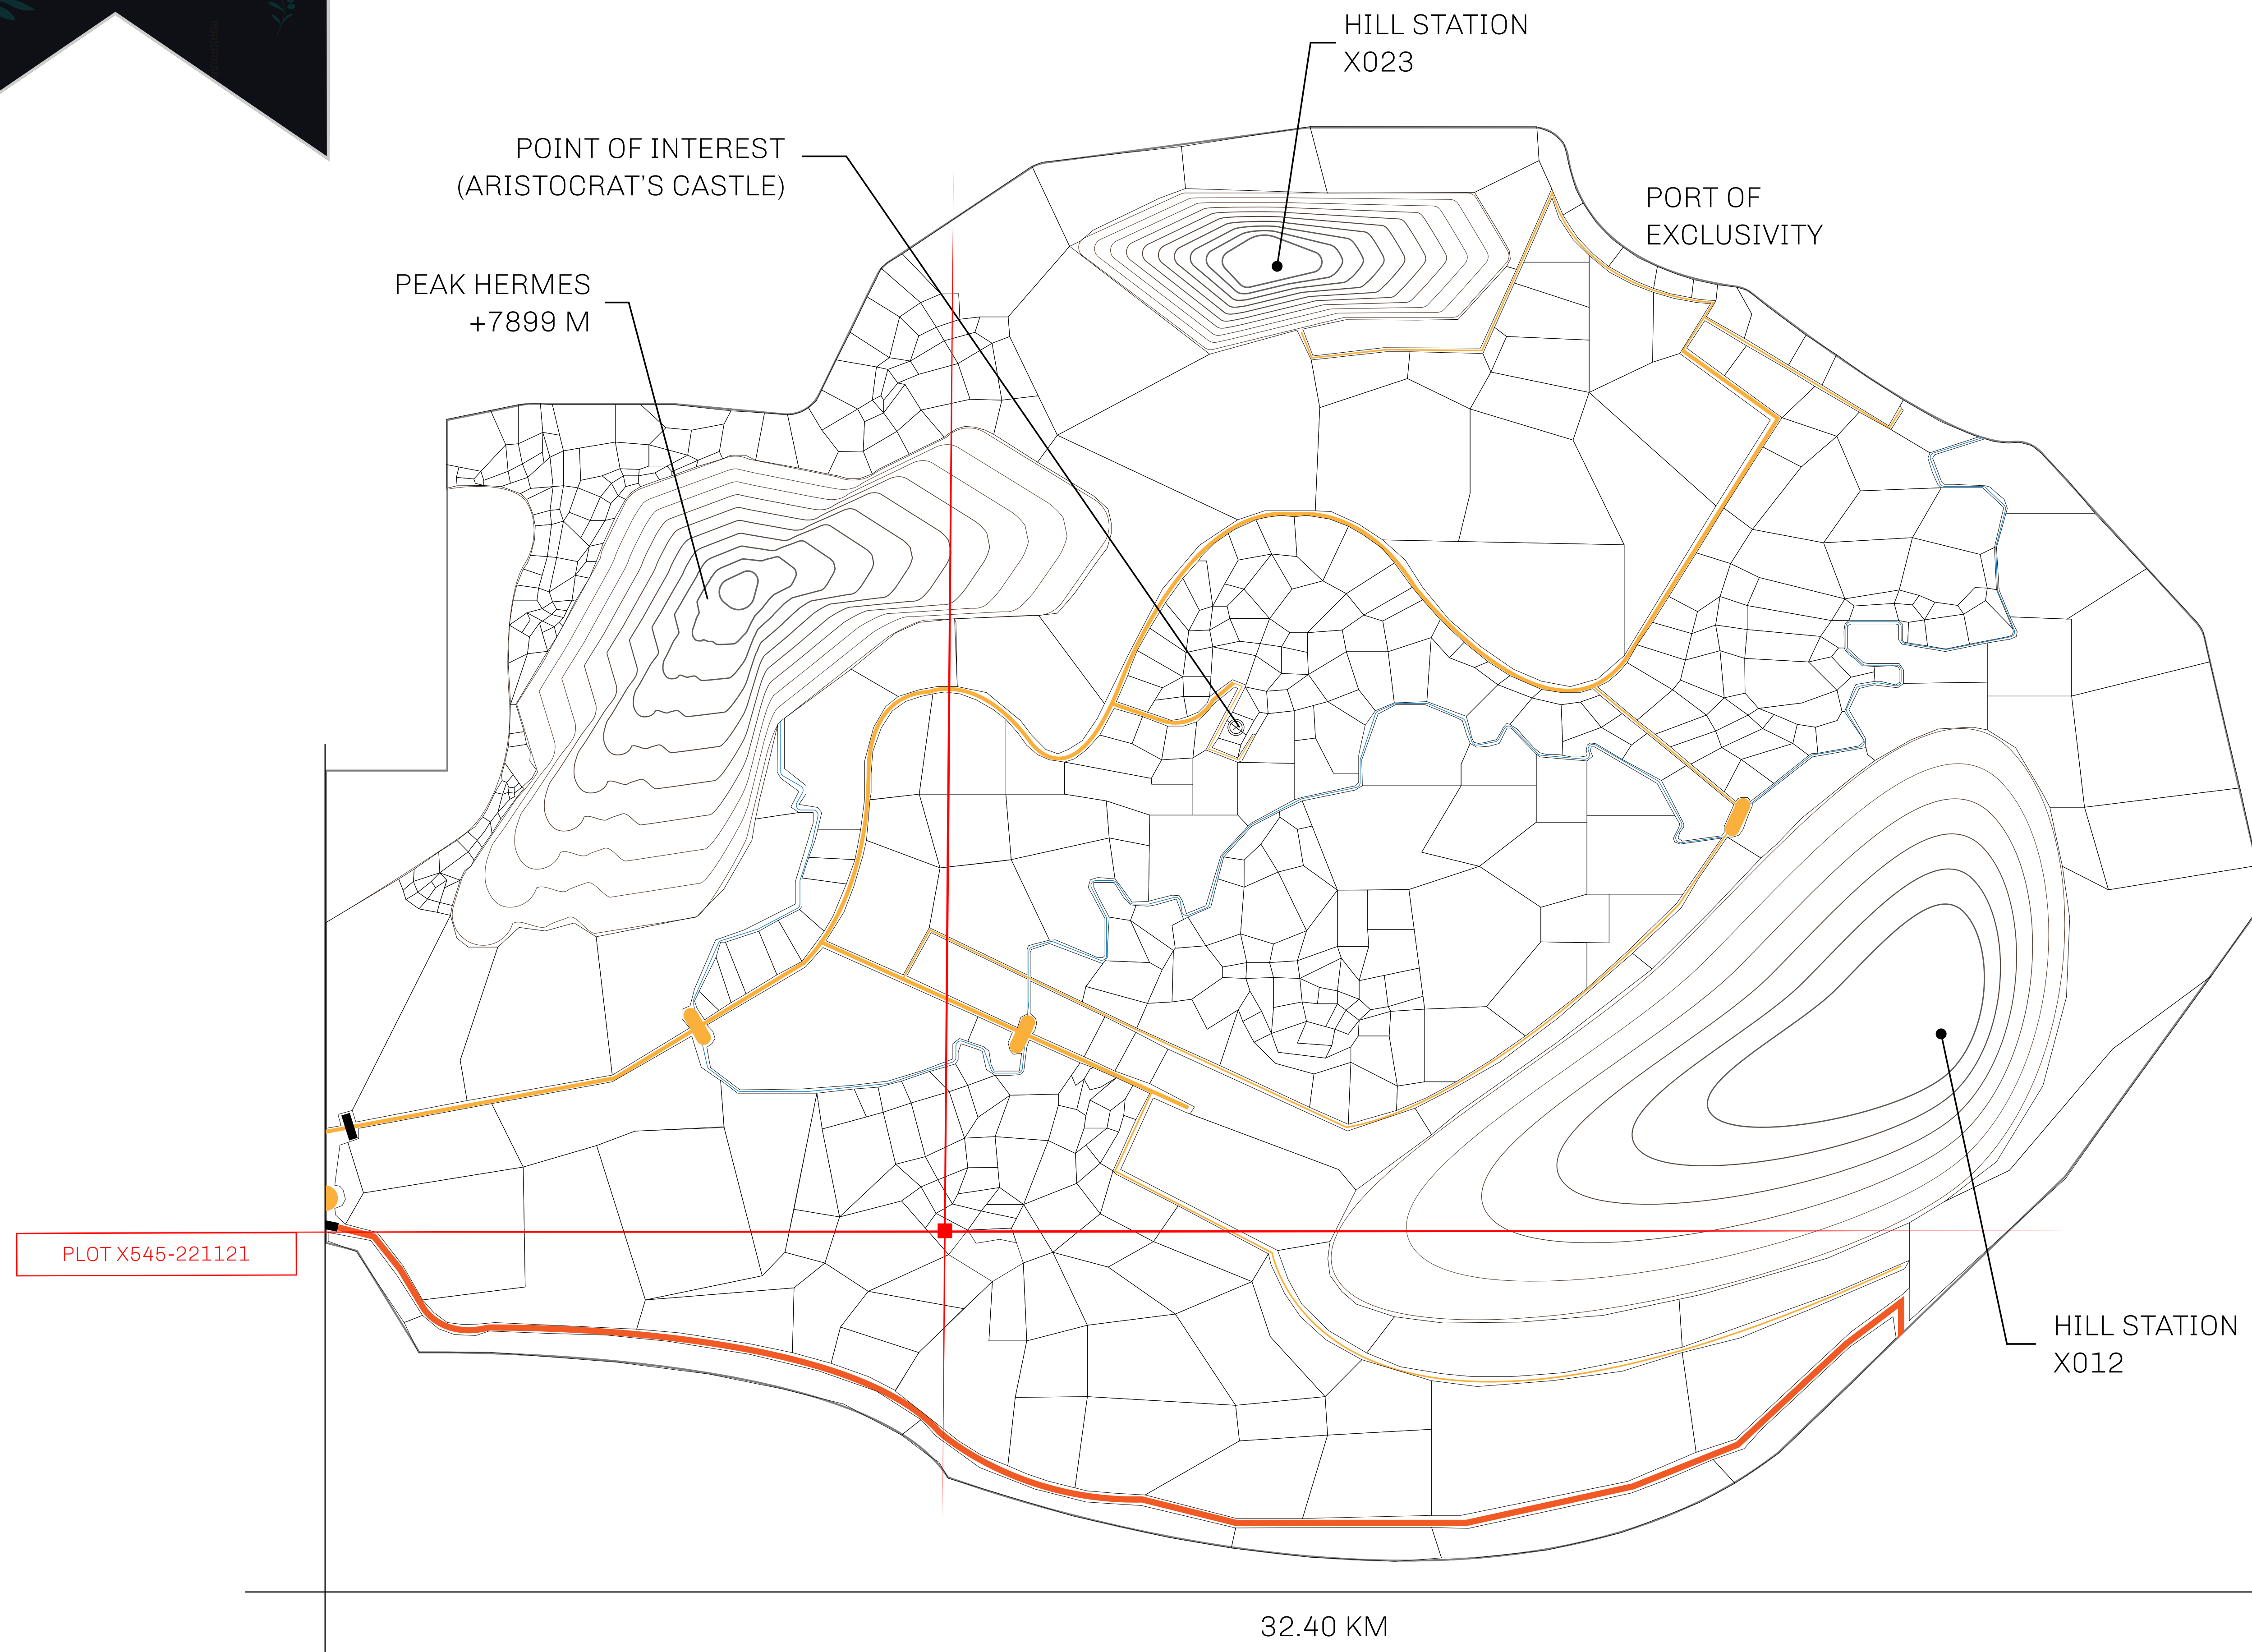 HILL STATION
X023
POINT OF INTEREST
(ARISTOCRAT'S CASTLE)
PORT OF
EXCLUSIVITY
PEAK HERMES
+7899 M
PLOT X545-221121
HILL STATION
X012
32.40 KM